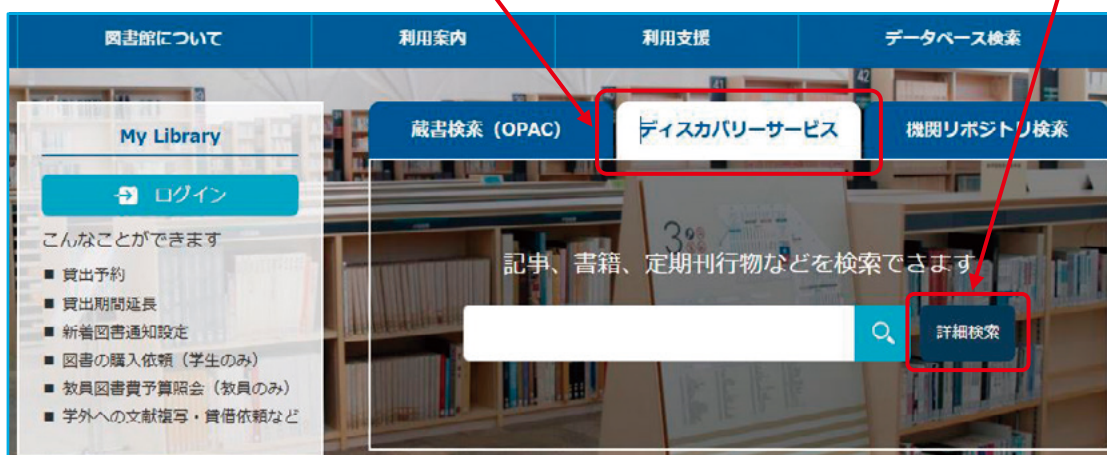 図書館について
利用案内
利用支援
データベース検索
My Library
ログイン
こんなことができます
■ 貸出予約
■ 貸出期間延長
■ 新着図書通知設定
■ 図書の購入依頼（学生のみ）
■ 教員図書費予算照会（教員のみ）
■ 学外への文献複写・貸借依頼など
蔵書検索（OPAC）
ディスカバリーサービス
機関リポジトリ検索
記事、書籍、定期刊行物などを検索できます
詳細検索
42
41
3